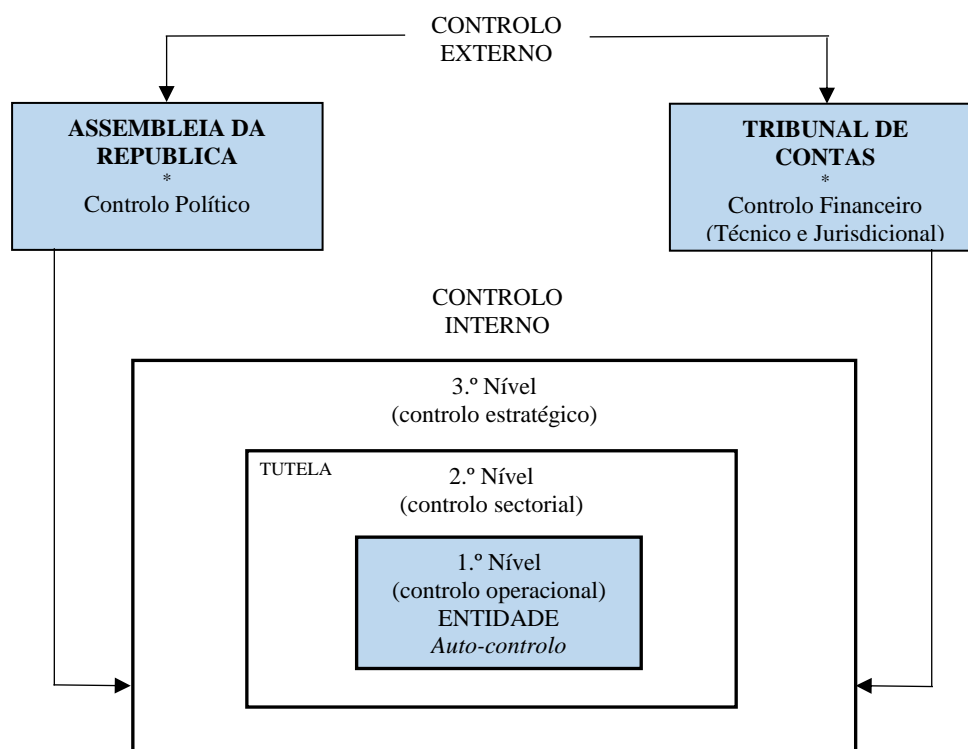 CONTROLO
EXTERNO
ASSEMBLEIA DA
REPUBLICA
*
Controlo Político
TRIBUNAL DE
CONTAS
*
Controlo Financeiro
(Técnico e Jurisdicional)
CONTROLO
INTERNO
3.º Nível
(controlo estratégico)
TUTELA
2.º Nível
(controlo sectorial)
1.º Nível
(controlo operacional)
ENTIDADE
Auto-controlo